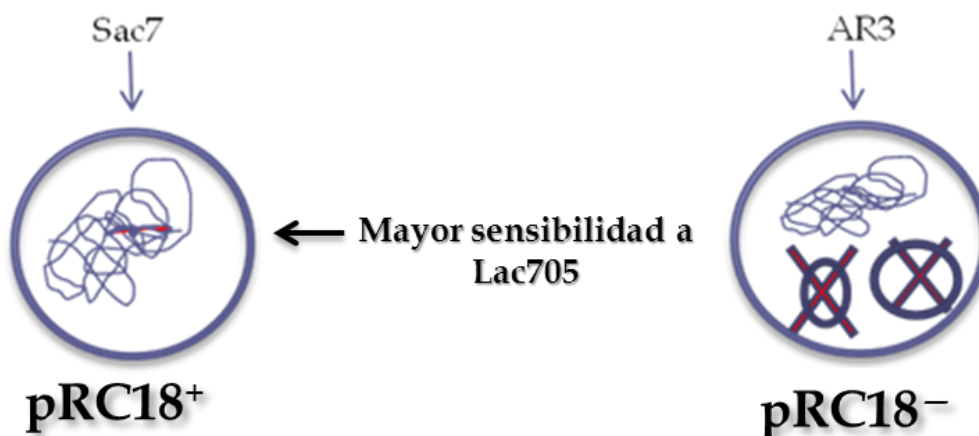 Sac7
AR3
Mayor sensibilidad a
Lac705
pRC18⁺
pRC18⁻